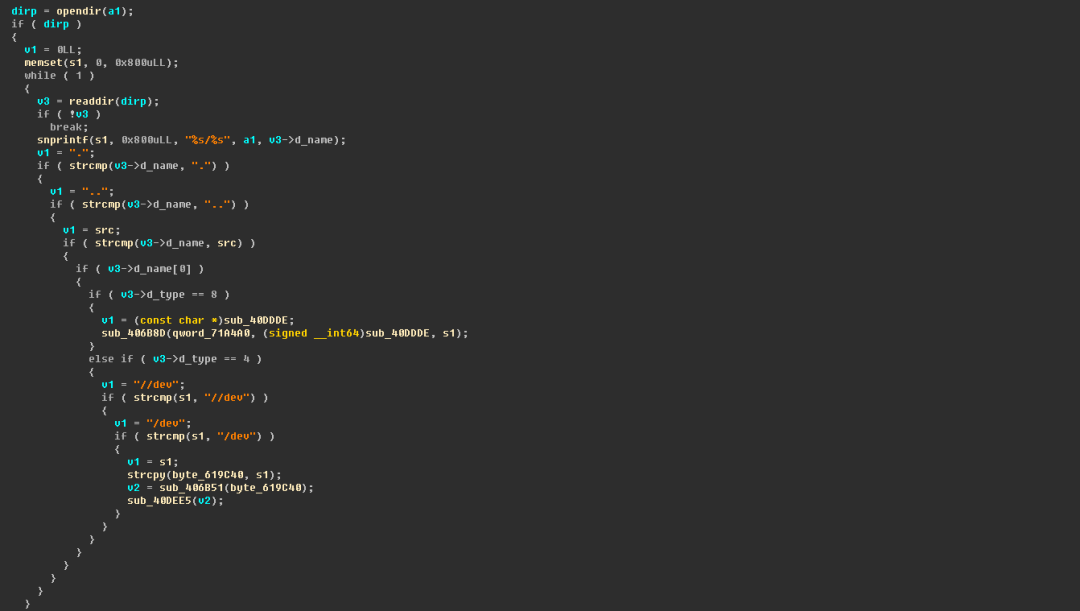 dirp = opendir(a1);
if ( dirp )
{
v1 = 0LL;
memset(s1, 0, 0x800uLL);
while ( 1 )
{
v3 = readdir(dirp);
if ( !v3 )
break;
snprintf(s1, 0x800uLL, "%s/%s", a1, v3->d_name);
v1 = ".";
if ( strcmp(v3->d_name, ".") )
{
v1 = "..";
if ( strcmp(v3->d_name, "..") )
{
v1 = src;
if ( strcmp(v3->d_name, src) )
{
if ( v3->d_name[0] )
{
if ( v3->d_type == 8 )
{
v1 = (const char *)sub_40DDDE;
sub_406B8D(qword_71A4A0, (signed __int64)sub_40DDDE, s1);
}
else if ( v3->d_type == 4 )
{
v1 = "//dev";
if ( strcmp(s1, "//dev") )
{
v1 = "/dev";
if ( strcmp(s1, "/dev") )
{
v1 = s1;
strcpy(byte_619C40, s1);
v2 = sub_406B51(byte_619C40);
sub_40DEE5(v2);
}
}
}
}
}
}
}
}